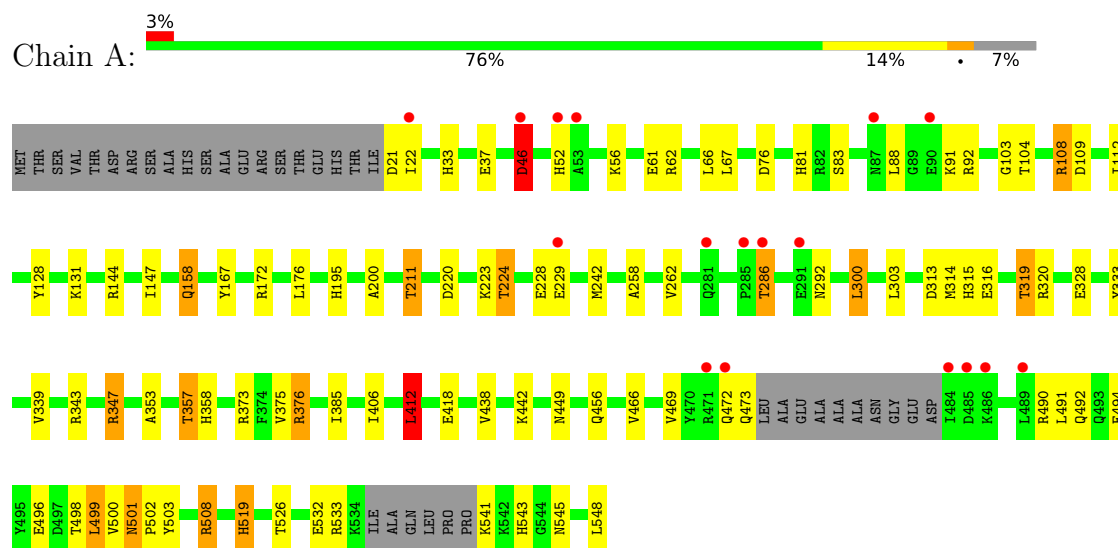 3%
Chain A:
76% 14% • 7%
MET THR SER VAL THR ASP ARG SER ALA HIS SER ALA GLU ARG SER THR GLU HIS THR ILE D21 I22 H33 E37 D46 H52 A53 K56 E61 R62 L66 L67 D76 H81 R82 S83 N87 L88 G89 E90 K91 R92 G103 T104 R108 D109
Y128 K131 R144 I147 Q158 Y167 R172 L176 H195 A200 T211 D220 K223 T224 E228 E229 M242 A258 V262 Q281 P285 T286 E291 N292 L300 L303 D313 M314 H315 E316 T319 R320 E328
V339 R343 R347 A353 T357 H358 R373 F374 V375 R376 I385 I406 L412 E418 V438 K442 N449 Q456 V466 V469 Y470 R471 Q472 Q473 LEU ALA GLU ALA ALA ALA ASN GLY GLU ASP I484 D485 K486 L489 R490 L491 Q492 Q493
Y495 E496 D497 T498 L499 V500 N501 P502 Y503 R508 H519 T526 E532 R533 K534 ILE ALA GLN LEU PRO PRO K541 K542 H543 G544 N545 L548